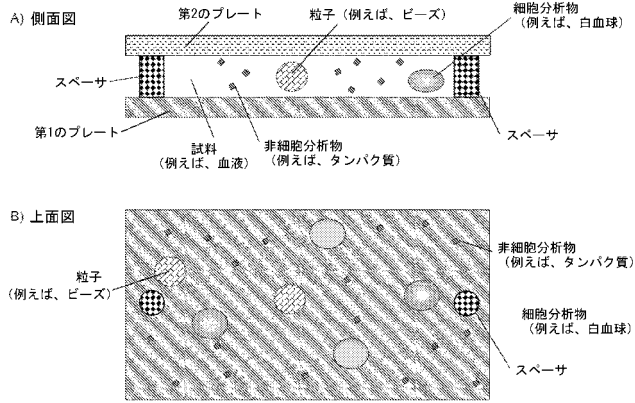 A) 側面図
第2のプレート
粒子 (例えば、ビーズ)
細胞分析物
(例えば、白血球)
スペーサ
第1のプレート
試料
(例えば、血液)
非細胞分析物
(例えば、タンパク質)
スペーサ
B) 上面図
粒子
(例えば、ビーズ)
非細胞分析物
(例えば、タンパク質)
細胞分析物
(例えば、白血球)
スペーサ